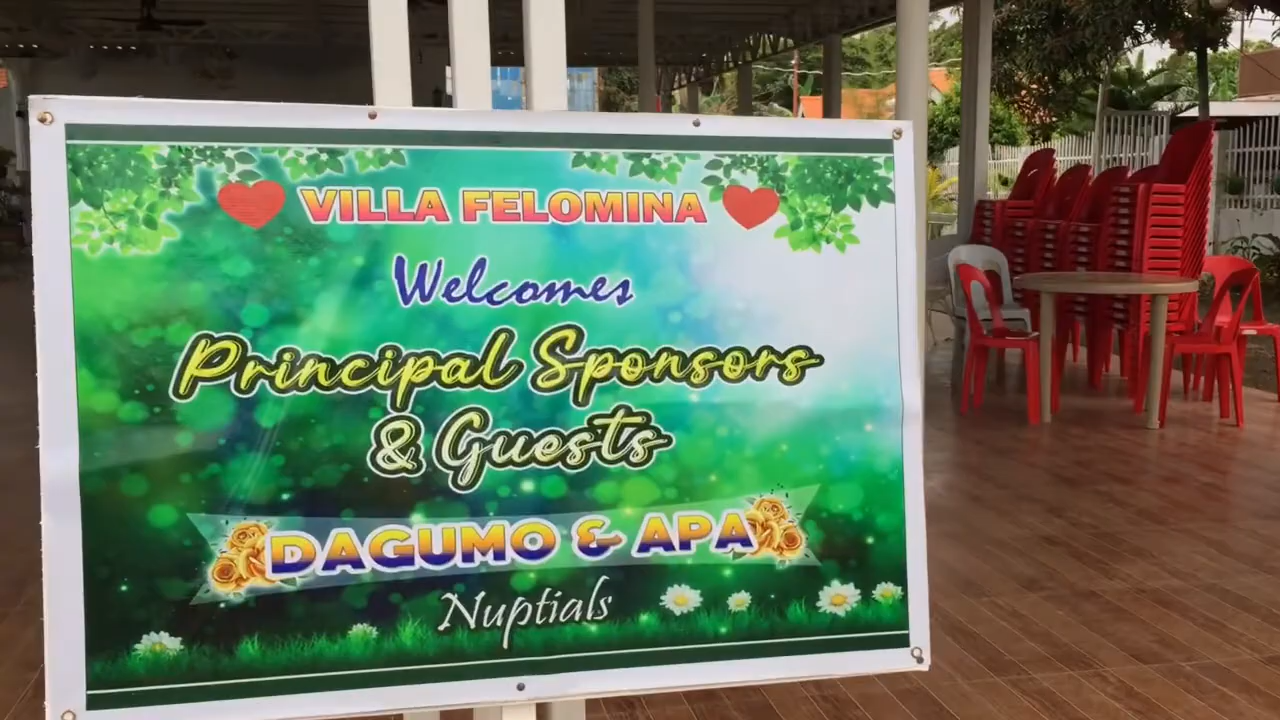 VILLA FELOMINA
Welcomes
Principal Sponsors
& Guests
DAGUMO & APA
Nuptials